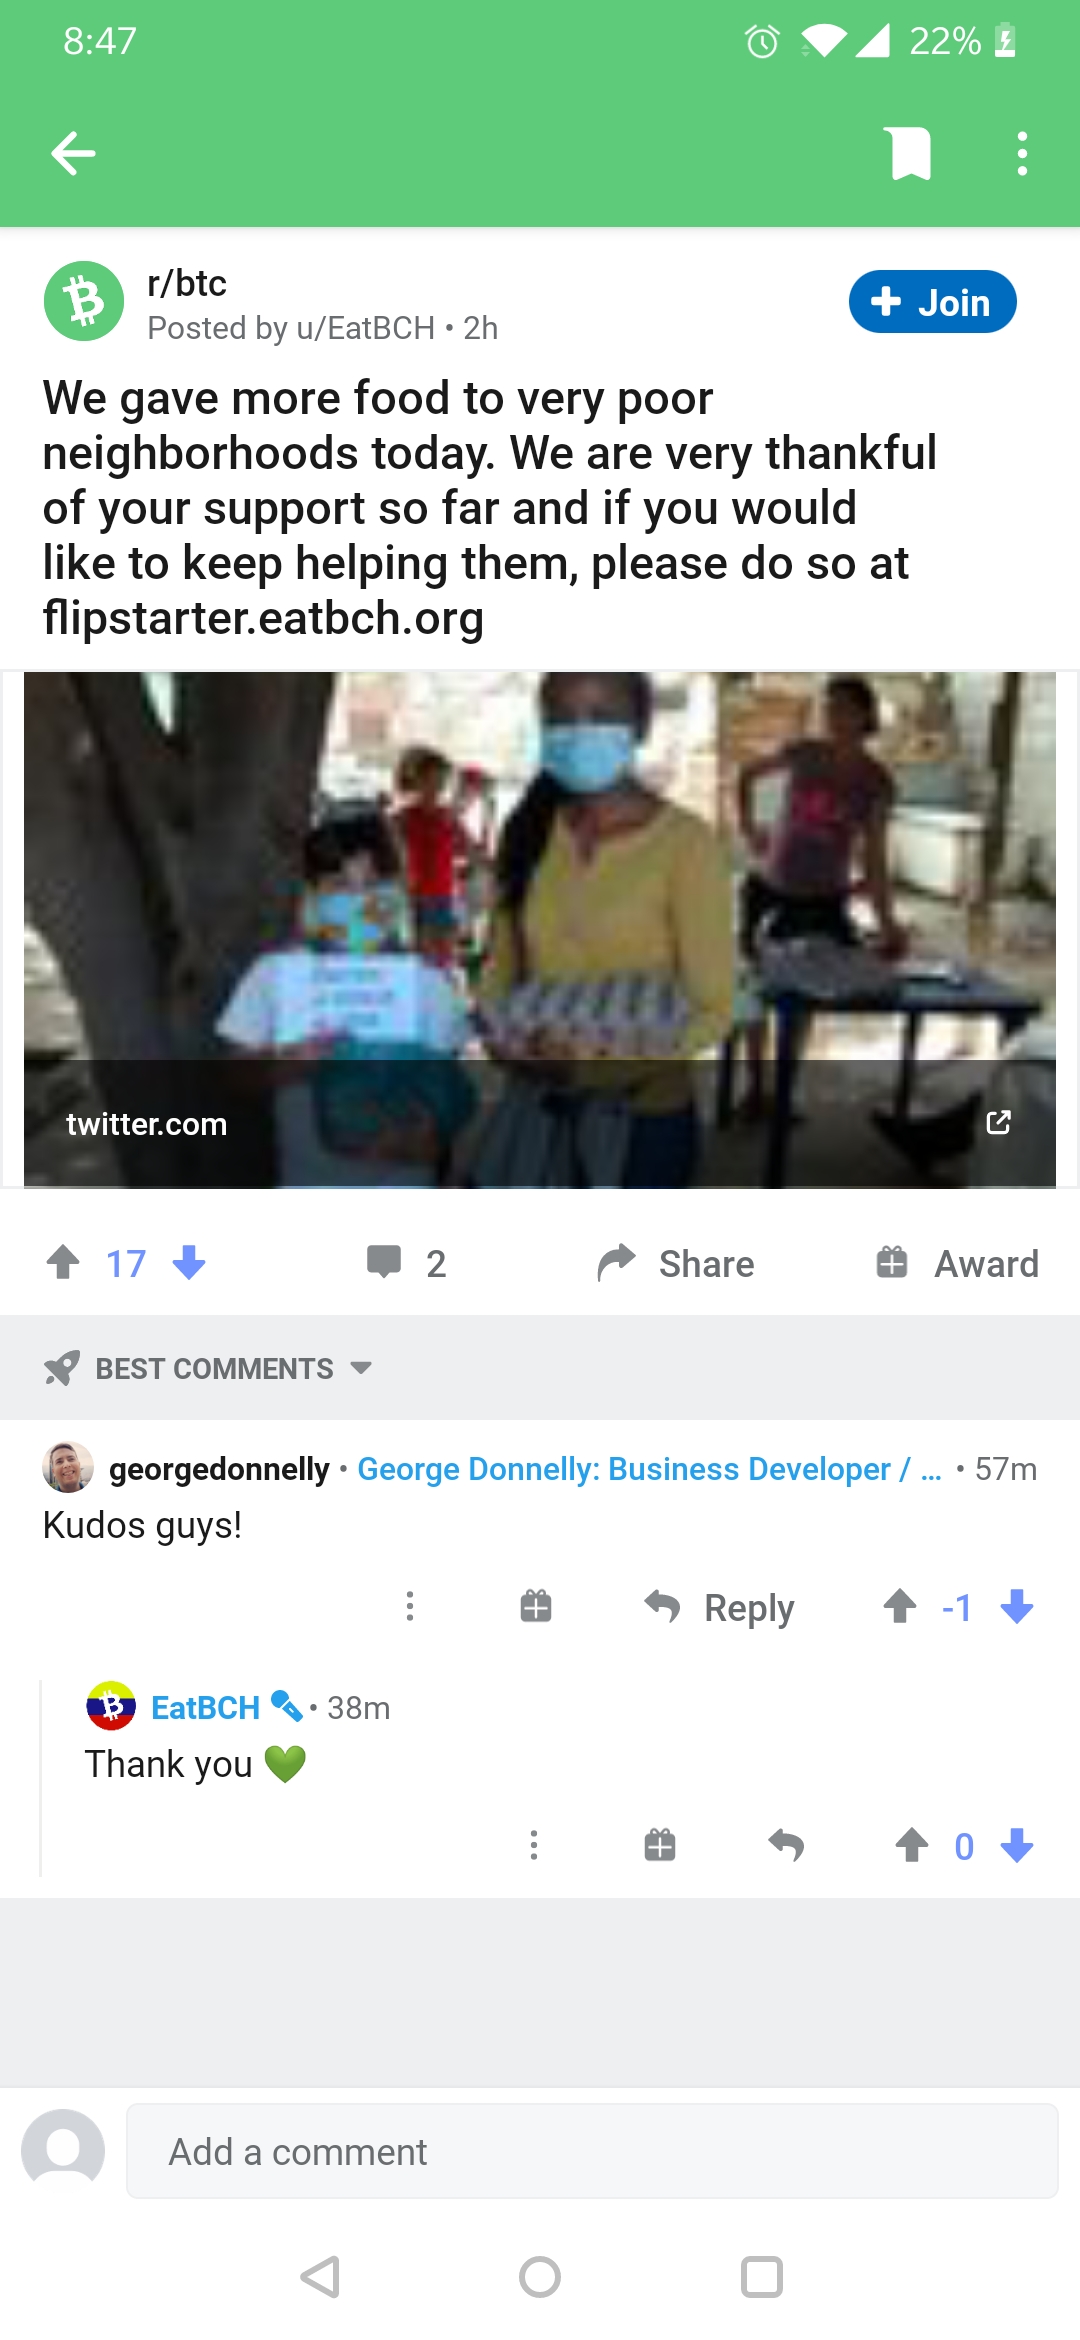 8:47
22%
r/btc
Posted by u/EatBCH • 2h
Join
We gave more food to very poor
neighborhoods today. We are very thankful
of your support so far and if you would
like to keep helping them, please do so at
flipstarter.eatbch.org
twitter.com
17
2
Share
Award
BEST COMMENTS
georgedonnelly • George Donnelly: Business Developer / … • 57m
Kudos guys!
Reply
-1
EatBCH • 38m
Thank you 💚
0
Add a comment